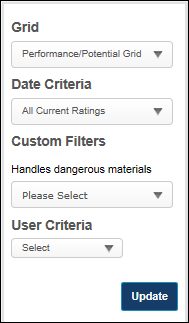 Grid
Performance/Potential Grid
Date Criteria
All Current Ratings
Custom Filters
Handles dangerous materials
Please Select
User Criteria
Select
Update